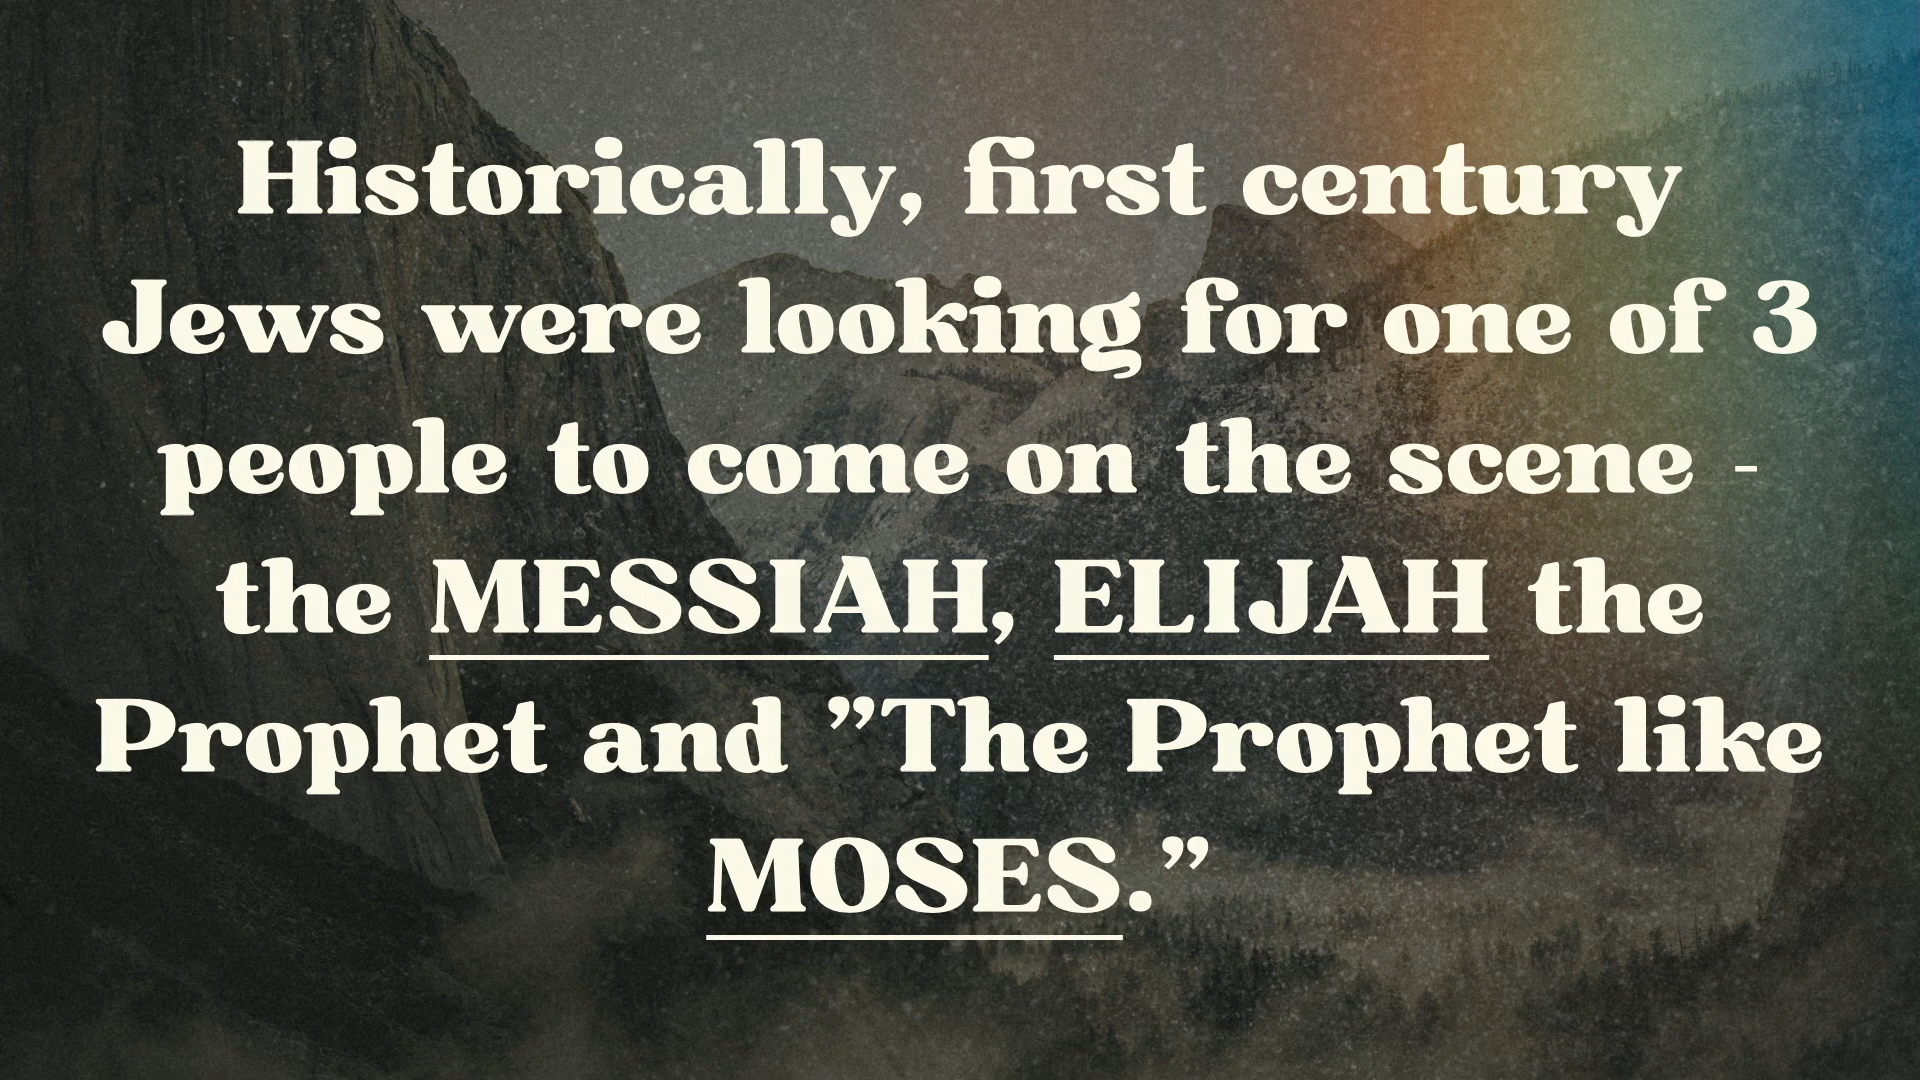 Historically, first century
Jews were looking for one of 3
people to come on the scene -
the MESSIAH, ELIJAH the
Prophet and ”The Prophet like
MOSES.”